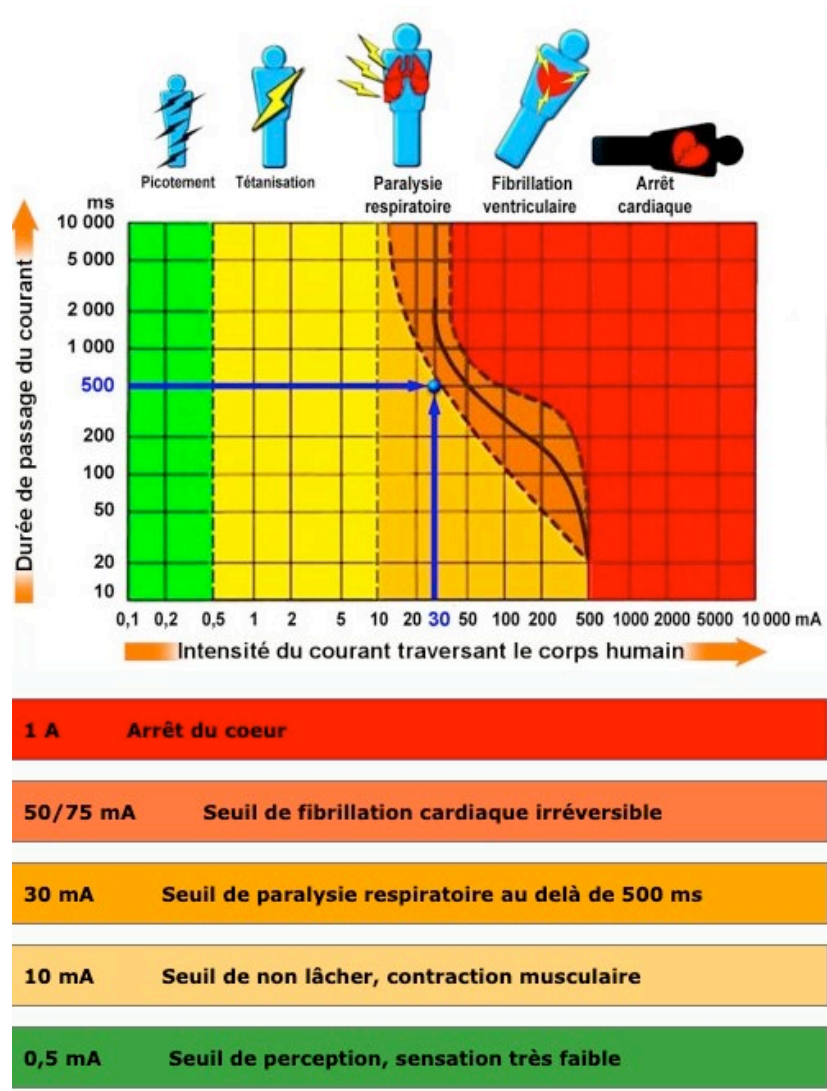 Picotement
Tétanisation
Paralysie
respiratoire
Fibrillation
ventriculaire
Arrêt
cardiaque
ms
Durée de passage du courant
10 000
5 000
2 000
1 000
500
200
100
50
20
10
0,1 0,2 0,5 1 2 5 10 20 30 50 100 200 500 1000 2000 5000 10 000 mA
Intensité du courant traversant le corps humain
1 A Arrêt du coeur
50/75 mA Seuil de fibrillation cardiaque irréversible
30 mA Seuil de paralysie respiratoire au delà de 500 ms
10 mA Seuil de non lâcher, contraction musculaire
0,5 mA Seuil de perception, sensation très faible